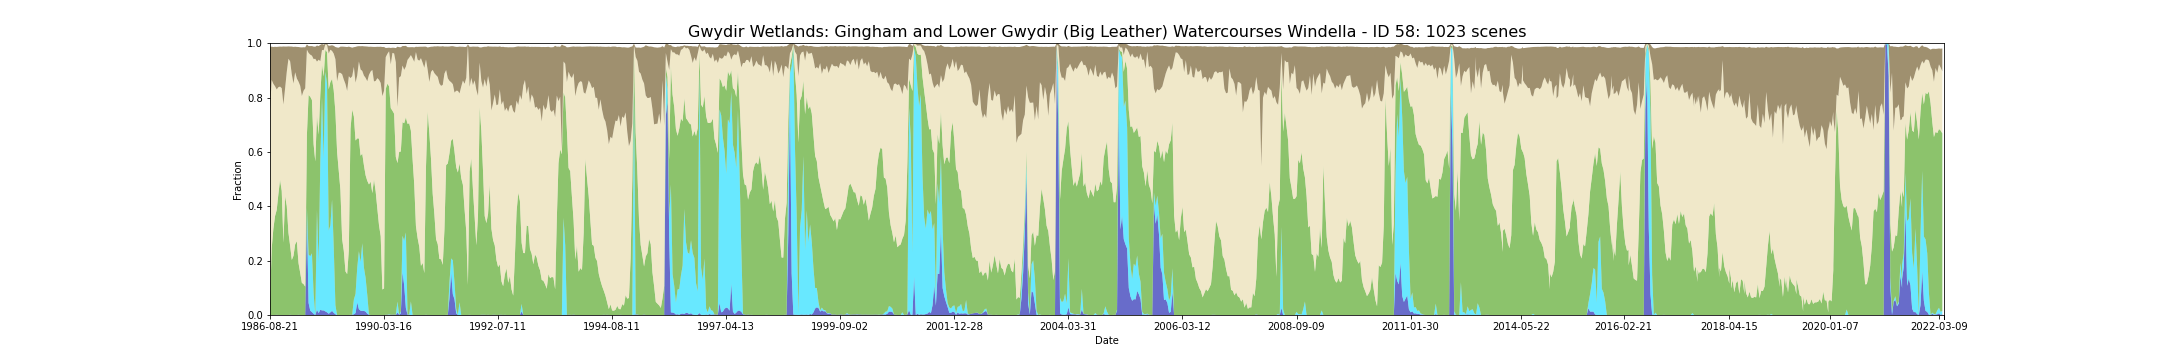 Gwydir Wetlands: Gingham and Lower Gwydir (Big Leather) Watercourses Windella - ID 58: 1023 scenes
1.0
0.8
0.6
0.4
0.2
0.0
Fraction
1986-08-21 1990-03-16 1992-07-11 1994-08-11 1997-04-13 1999-09-02 2001-12-28 2004-03-31 2006-03-12 2008-09-09 2011-01-30 2014-05-22 2016-02-21 2018-04-15 2020-01-07 2022-03-09
Date